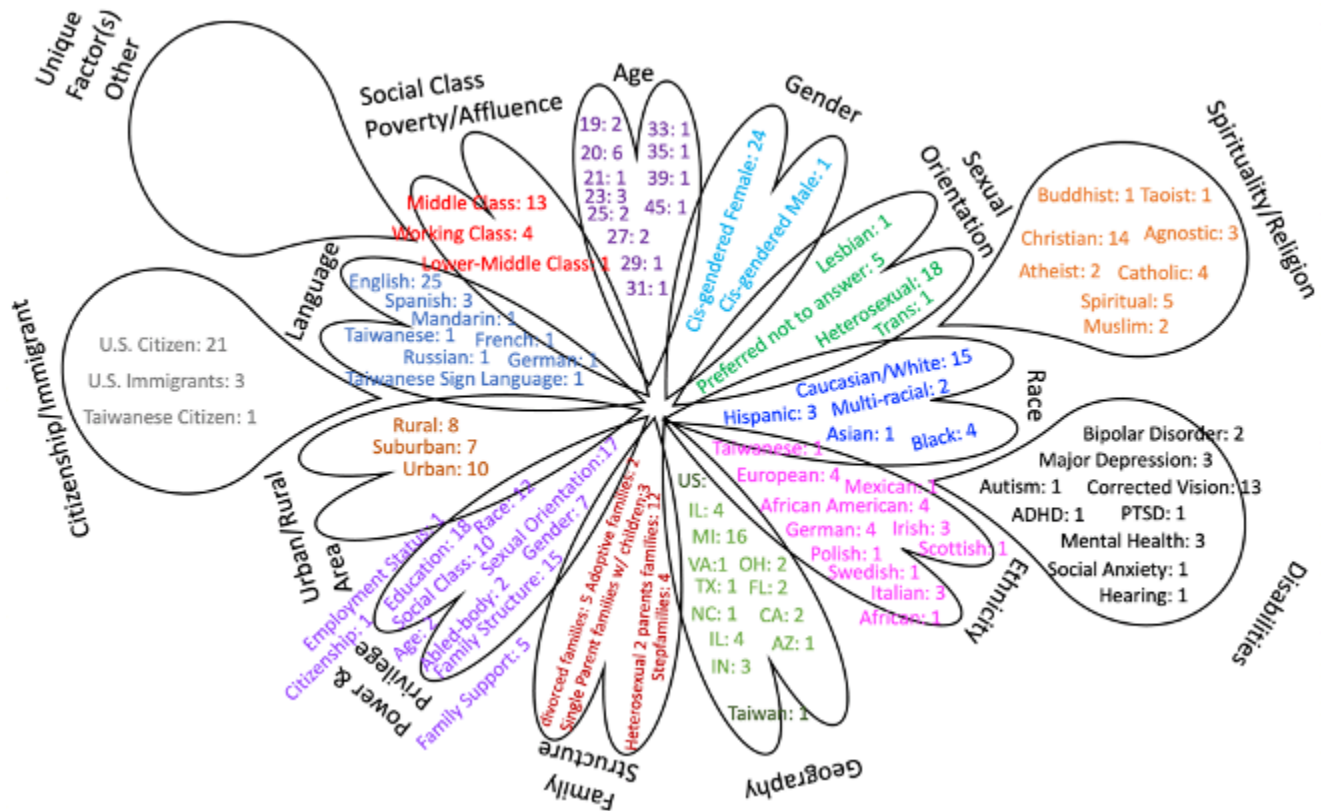 Unique
Factor(s)
Other
Social Class
Poverty/Affluence
Middle Class: 13
Working Class: 4
Lower-Middle Class: 1
Age
19: 2
33: 1
20: 6
35: 1
21: 1
39: 1
23: 3
25: 2
45: 1
27: 2
29: 1
31: 1
Gender
Cis-gendered Female: 24
Cis-gendered Male: 1
Sexual
Orientation
Lesbian: 1
Preferred not to answer: 5
Heterosexual: 18
Trans: 1
Spirituality/Religion
Buddhist: 1 Taoist: 1
Christian: 14 Agnostic: 3
Atheist: 2 Catholic: 4
Spiritual: 5
Muslim: 2
Race
Caucasian/White: 15
Hispanic: 3 Multi-racial: 2
Asian: 1 Black: 4
Disabilities
Bipolar Disorder: 2
Major Depression: 3
Autism: 1 Corrected Vision: 13
ADHD: 1 PTSD: 1
Mental Health: 3
Social Anxiety: 1
Hearing: 1
Ethnicity
Taiwanese: 1
European: 4
Mexican: 1
African American: 4
German: 4 Irish: 3
Polish: 1 Scottish: 1
Swedish: 1
Italian: 3
African: 1
Geography
US:
IL: 4
MI: 16
VA:1 OH: 2
TX: 1 FL: 2
NC: 1 CA: 2
IL: 4 AZ: 1
IN: 3
Taiwan: 1
Family
Structure
divorced families: 5 Adoptive families: 2
Single Parent families w/ children:3
Heterosexual 2 parents families: 12
Stepfamilies: 4
Power &
Privilege
Employment Status: 1
Citizenship: 1
Education: 18 Race: 12
Social Class: 10 Sexual Orientation:17
Age: Gender: 7
Abled-body: 2
Family Structure: 15
Family Support: 5
Urban/Rural
Area
Rural: 8
Suburban: 7
Urban: 10
Citizenship/Immigrant
U.S. Citizen: 21
U.S. Immigrants: 3
Taiwanese Citizen: 1
Language
English: 25
Spanish: 3
Mandarin: 1
Taiwanese: 1 French: 1
Russian: 1 German: 1
Taiwanese Sign Language: 1